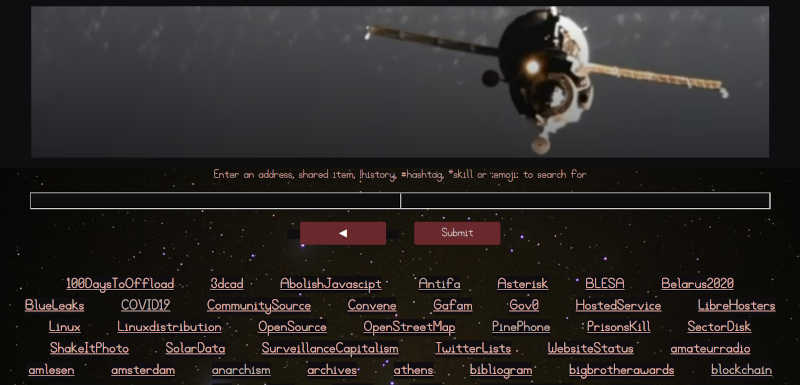 Enter an address, shared item, !history, #hashtag, *skill or :emoji: to search for
Submit
100DaysToOffload 3dcad AbolishJavascipt Antifa Asterisk BLESA Belarus2020
BlueLeaks COVID19 CommunitySource Convene Gafam Gov0 HostedService LibreHosters
Linux Linuxdistribution OpenSource OpenStreetMap PinePhone PrisonsKill SectorDisk
ShakeItPhoto SolarData SurveillanceCapitalism TwitterLists WebsiteStatus amateurradio
amlesen amsterdam anarchism archives athens bibliogram bigbrotherawards blockchain